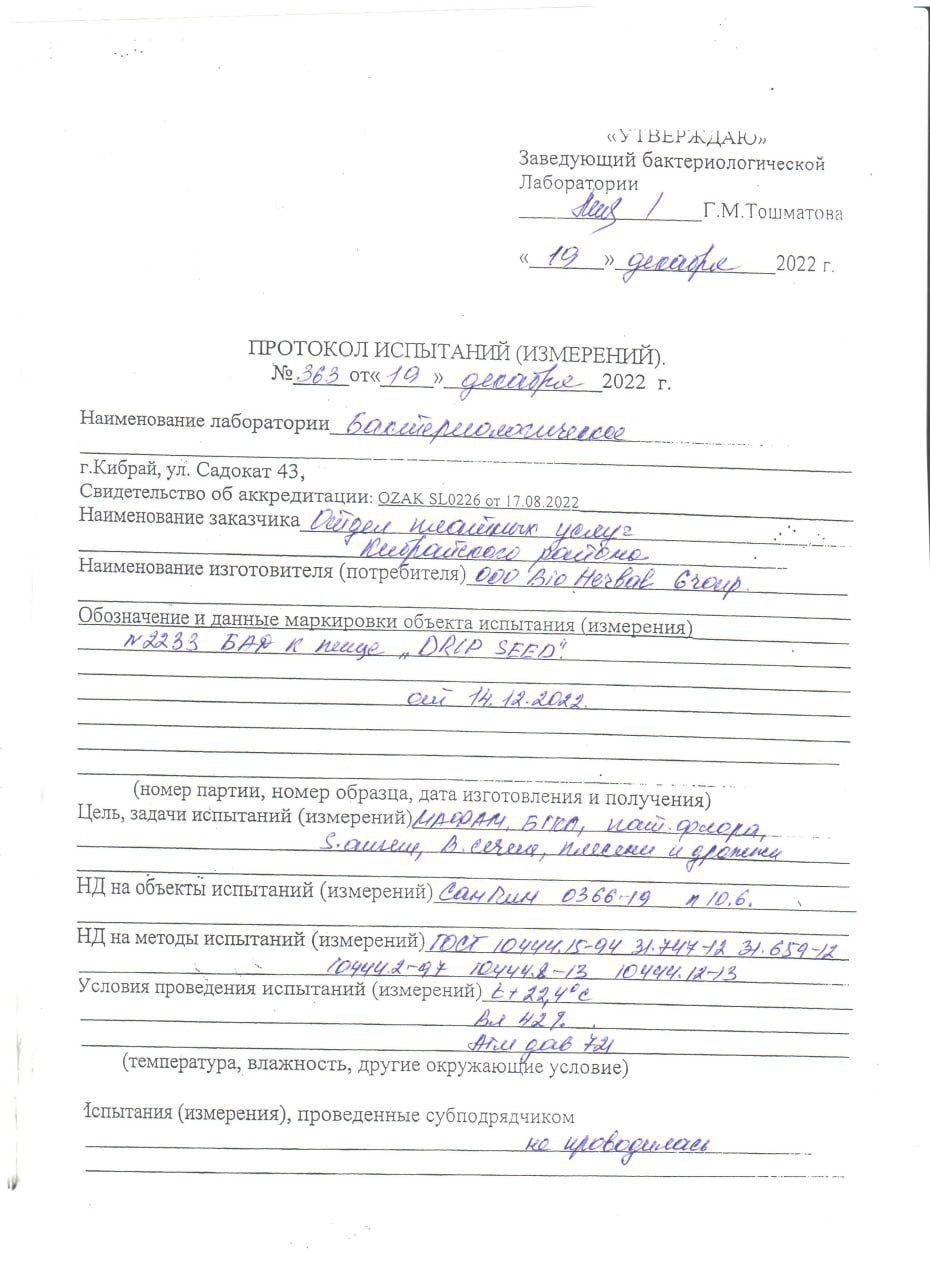 «УТВЕРЖДАЮ»
Заведующий бактериологической
Лаборатории
Г.М.Тошматова
« 19 » декабря 2022 г.
ПРОТОКОЛ ИСПЫТАНИЙ (ИЗМЕРЕНИЙ).
№ 363 от« 19 » декабря 2022 г.
Наименование лаборатории Бактериологическое
г.Кибрай, ул. Садокат 43,
Свидетельство об аккредитации: OZAK SL0226 от 17.08.2022
Наименование заказчика Отдел платных услуг
Кибрайского района
Наименование изготовителя (потребителя) ООО Bio Herbal Group.
Обозначение и данные маркировки объекта испытания (измерения)
N2233 БАД к пище „DRIP SEED".
от 14.12.2022.
(номер партии, номер образца, дата изготовления и получения)
Цель, задачи испытаний (измерений) МАФАМ, БГКП, пат.флора,
S.aureu, B.cereus, плесени и дрожжи
НД на объекты испытаний (измерений) СанПин 0366-19 п 10.6.
НД на методы испытаний (измерений) ГОСТ 10444.15-94 31.747-12 31.659-12
10444.2-97 10444.8-13 10444.12-13
Условия проведения испытаний (измерений) t+22,4°С
Вл 42%.
Атм дав 721
(температура, влажность, другие окружающие условие)
Испытания (измерения), проведенные субподрядчиком
не проводилась